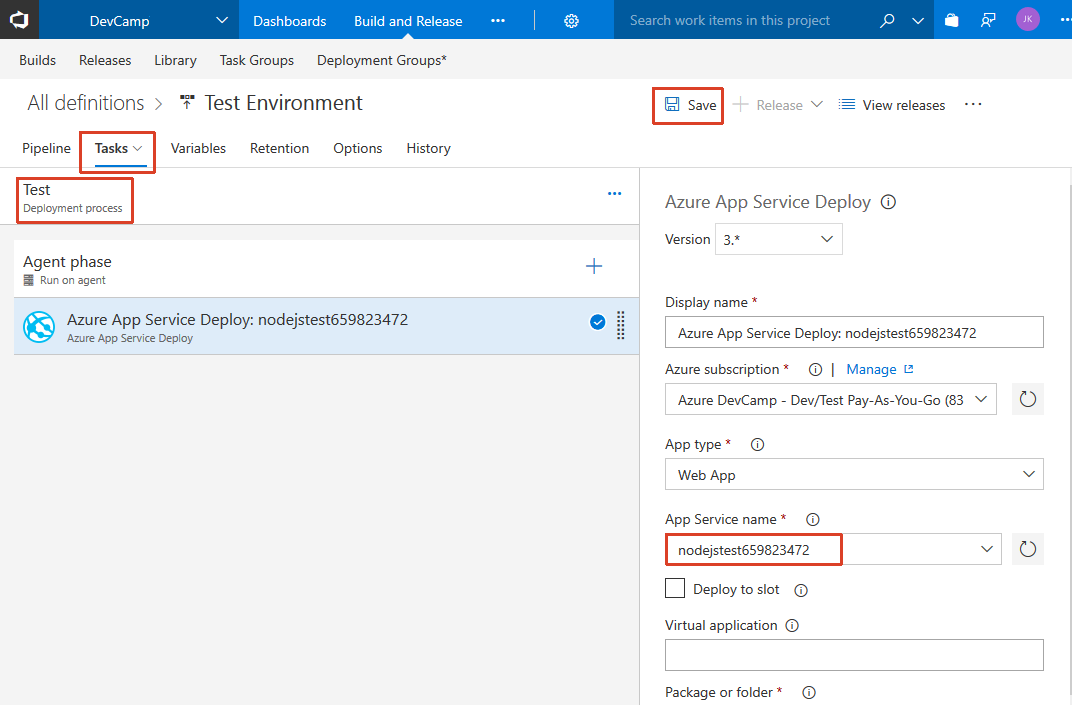 DevCamp Dashboards Build and Release ••• Search work items in this project JK
Builds Releases Library Task Groups Deployment Groups*
All definitions > Test Environment
Save Release View releases ···
Pipeline Tasks Variables Retention Options History
Test
Deployment process
Agent phase
Run on agent
Azure App Service Deploy: nodejstest659823472
Azure App Service Deploy
Azure App Service Deploy
Version 3.*
Display name *
Azure App Service Deploy: nodejstest659823472
Azure subscription * | Manage
Azure DevCamp - Dev/Test Pay-As-You-Go (83
App type *
Web App
App Service name *
nodejstest659823472
Deploy to slot
Virtual application
Package or folder *